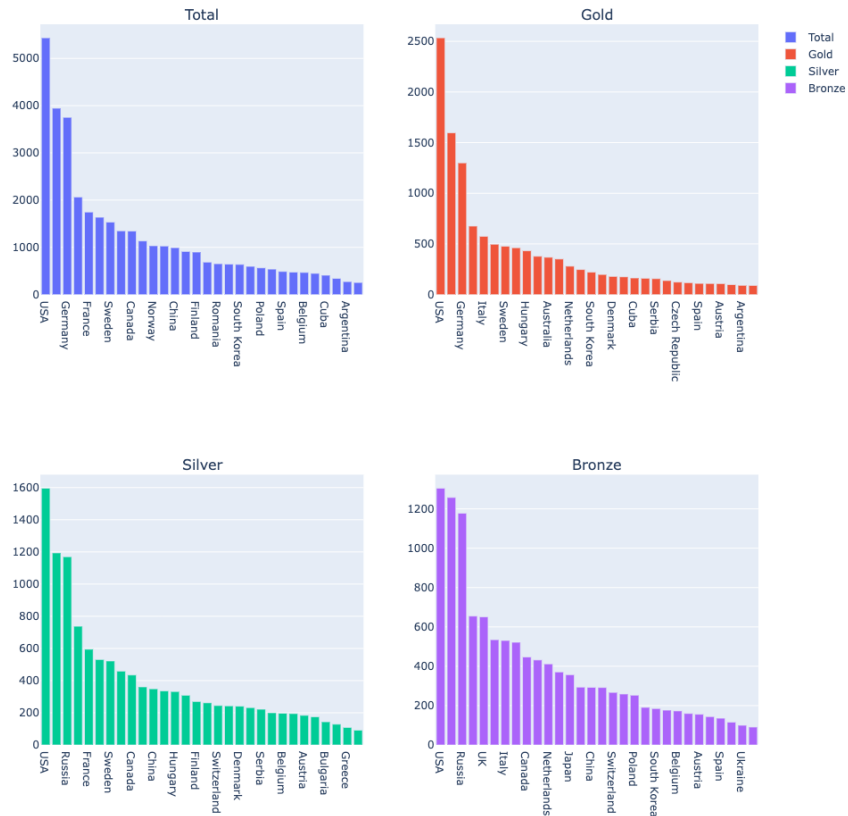 Total
5000
4000
3000
2000
1000
0
USA
Germany
France
Sweden
Canada
Norway
China
Finland
Romania
South Korea
Poland
Spain
Belgium
Cuba
Argentina
Gold
2500
2000
1500
1000
500
0
USA
Germany
Italy
Sweden
Hungary
Australia
Netherlands
South Korea
Denmark
Cuba
Serbia
Czech Republic
Spain
Austria
Argentina
Total
Gold
Silver
Bronze
Silver
1600
1400
1200
1000
800
600
400
200
0
USA
Russia
France
Sweden
Canada
China
Hungary
Finland
Switzerland
Denmark
Serbia
Belgium
Austria
Bulgaria
Greece
Bronze
1200
1000
800
600
400
200
0
USA
Russia
UK
Italy
Canada
Netherlands
Japan
China
Switzerland
Poland
South Korea
Belgium
Austria
Spain
Ukraine